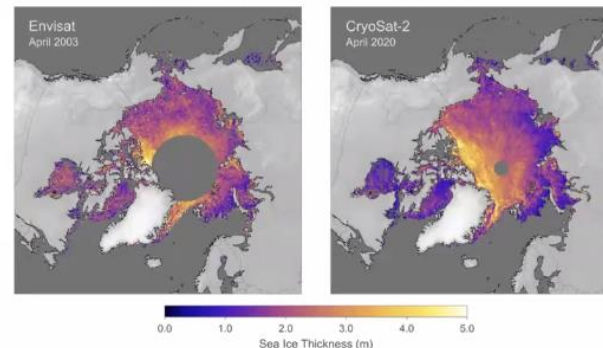 Envisat
April 2003
CryoSat-2
April 2020
0.0 1.0 2.0 3.0 4.0 5.0
Sea Ice Thickness (m)